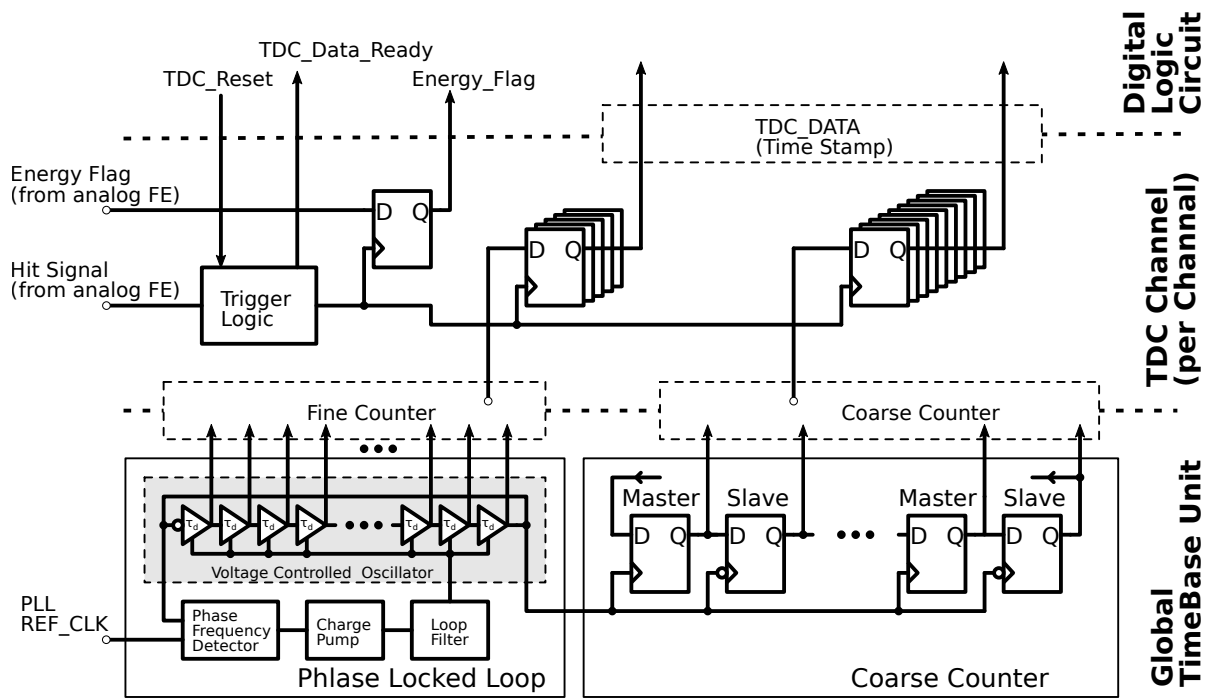 TDC_Data_Ready
TDC_Reset
Energy_Flag
Digital
Logic
Circuit
TDC_DATA
(Time Stamp)
Energy Flag
(from analog FE)
D Q
D Q
D Q
Hit Signal
(from analog FE)
Trigger
Logic
TDC Channel
(per Channal)
Fine Counter
Coarse Counter
Master Slave
Master Slave
τd τd τd τd τd τd τd
D Q
D Q
D Q
D Q
Voltage Controlled Oscillator
PLL
REF_CLK
Phase
Frequency
Detector
Charge
Pump
Loop
Filter
Phlase Locked Loop
Coarse Counter
Global
TimeBase Unit